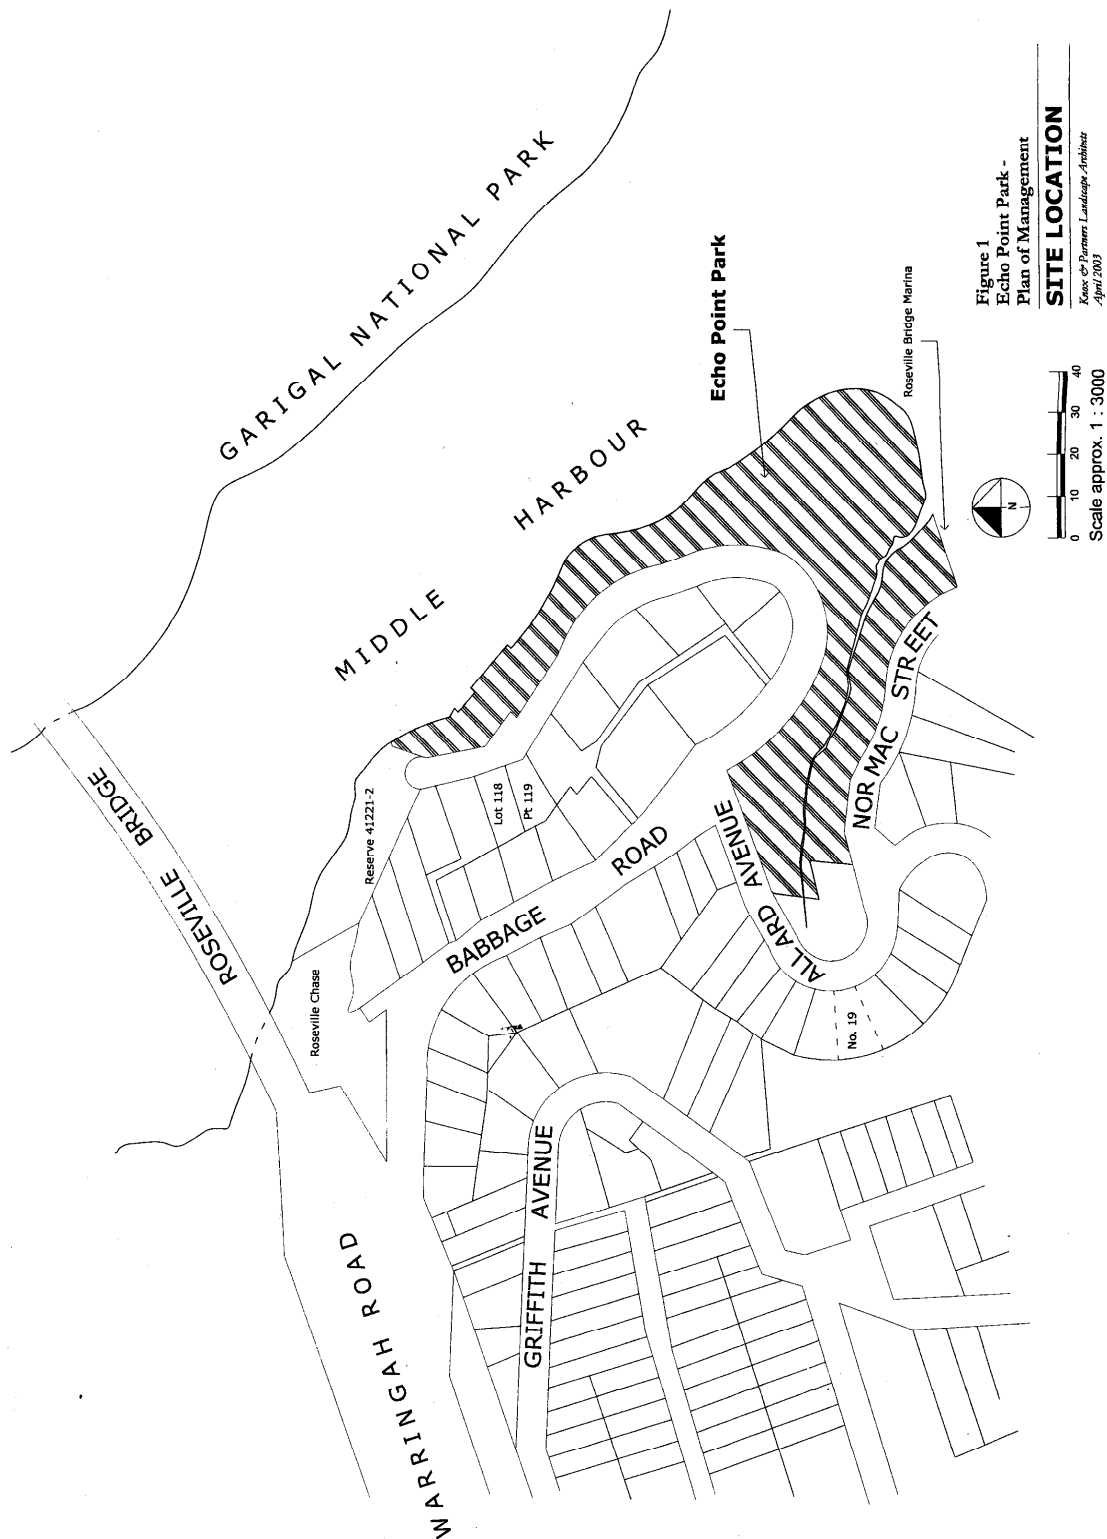 GARIGAL NATIONAL PARK
MIDDLE HARBOUR
ROSEVILLE BRIDGE
Roseville Chase
Reserve 41221-2
Lot 118
Pt 119
BABBAGE ROAD
WARRINGAH ROAD
GRIFFITH AVENUE
ALLARD AVENUE
No. 19
NORMAC STREET
Echo Point Park
Roseville Bridge Marina
N
0 10 20 30 40
Scale approx. 1 : 3000
Figure 1
Echo Point Park -
Plan of Management
SITE LOCATION
Knox & Partners Landscape Architects
April 2003